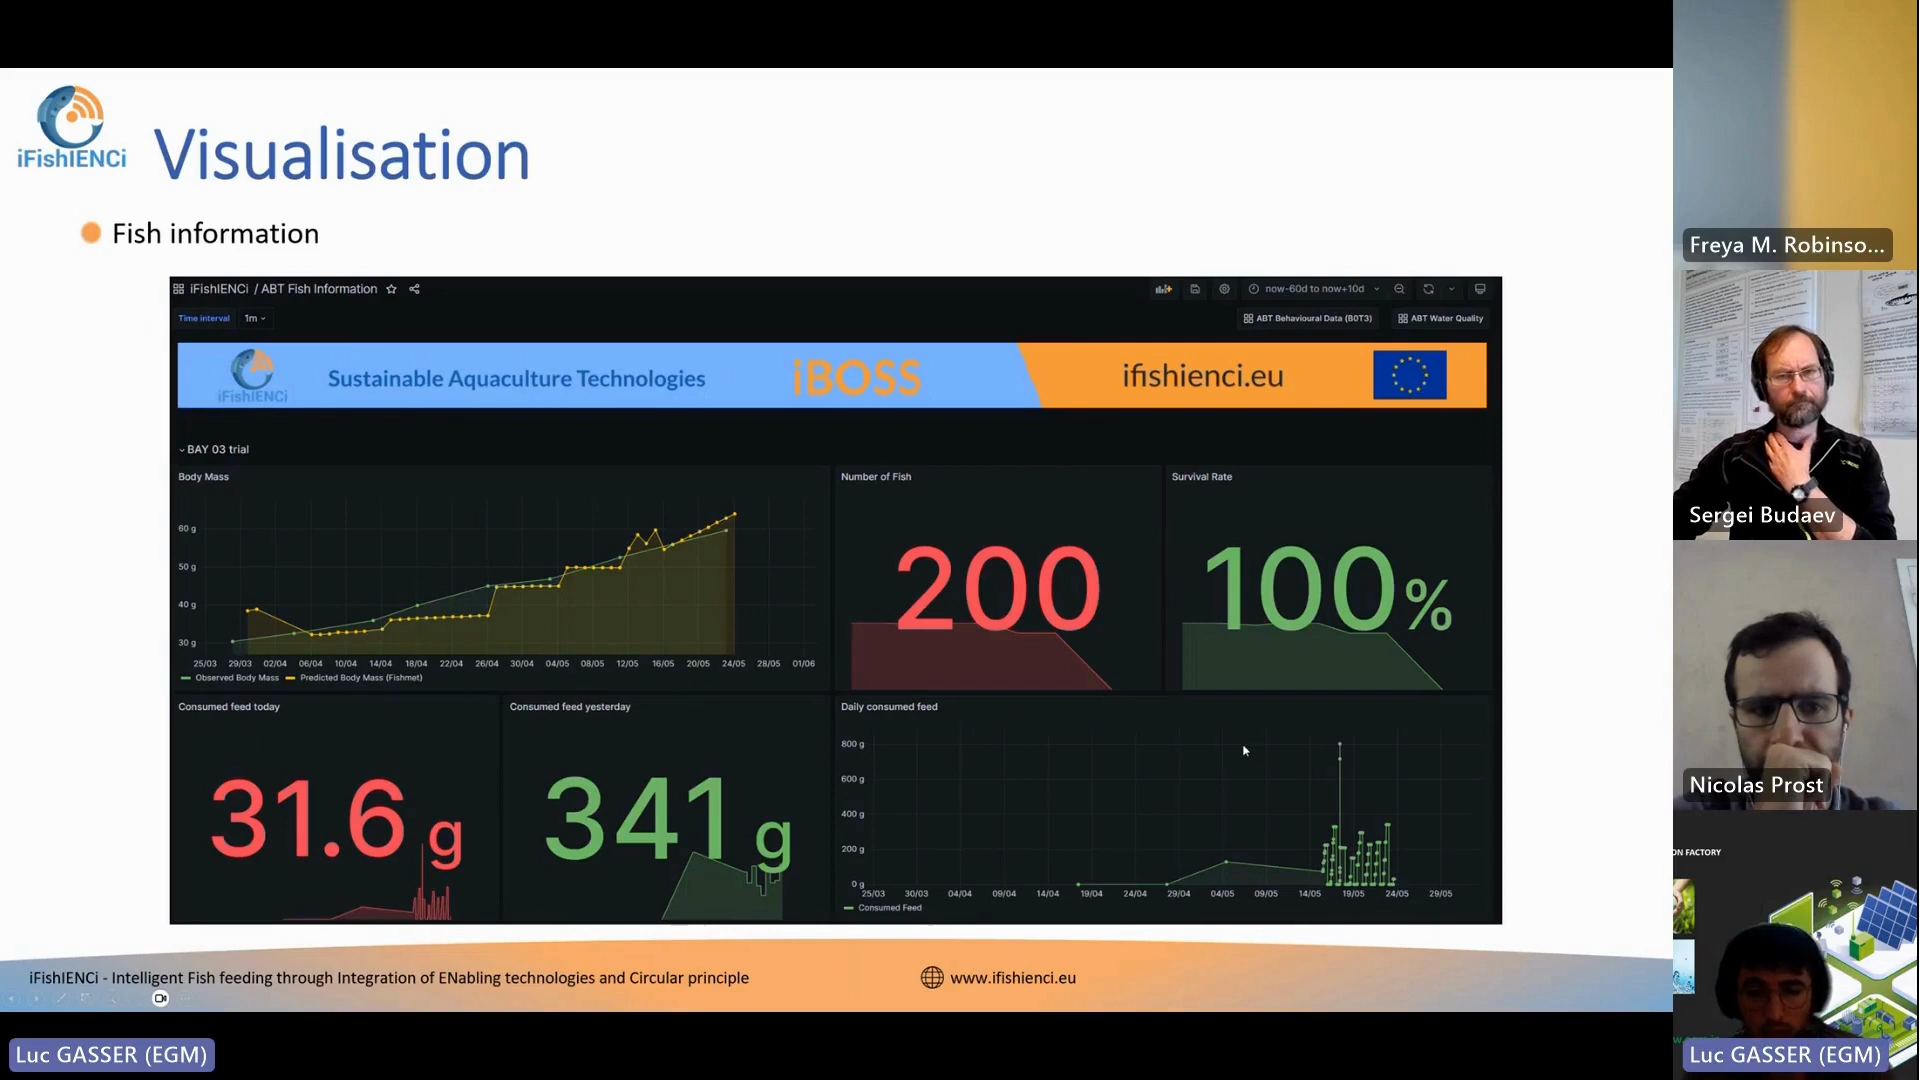 iFishIENCi
Visualisation
Fish information
iFishIENCi / ABT Fish Information
now-60d to now+10d
Time interval 1m
ABT Behavioural Data (B0T3)
ABT Water Quality
iFishIENCi
Sustainable Aquaculture Technologies
iBOSS
ifishienci.eu
BAY 03 trial
Body Mass
60 g
50 g
40 g
30 g
25/03 29/03 02/04 06/04 10/04 14/04 18/04 22/04 26/04 30/04 04/05 08/05 12/05 16/05 20/05 24/05 28/05 01/06
Observed Body Mass Predicted Body Mass (Fishmet)
Number of Fish
200
Survival Rate
100%
Consumed feed today
31.6 g
Consumed feed yesterday
341 g
Daily consumed feed
800 g
600 g
400 g
200 g
0 g
25/03 30/03 04/04 09/04 14/04 19/04 24/04 29/04 04/05 09/05 14/05 19/05 24/05 29/05
Consumed Feed
iFishIENCi - Intelligent Fish feeding through Integration of ENabling technologies and Circular principle
www.ifishienci.eu
Luc GASSER (EGM)
Freya M. Robinso...
Sergei Budaev
Nicolas Prost
ON FACTORY
Luc GASSER (EGM)